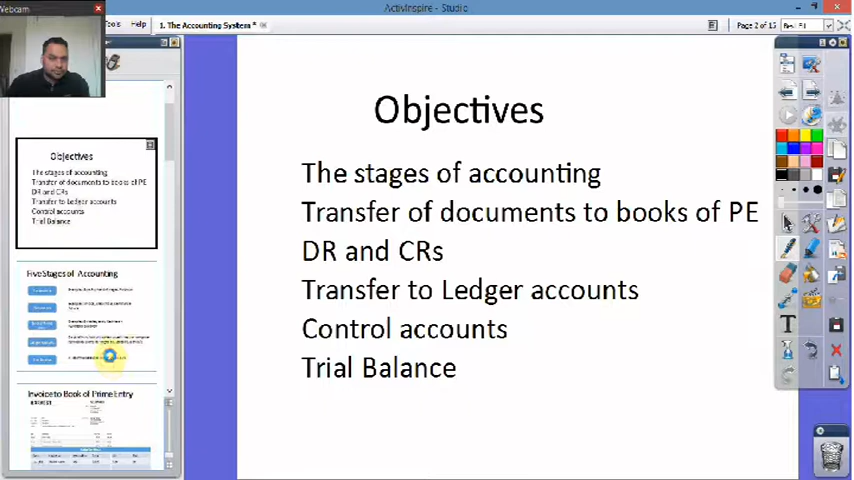 ActivInspire - Studio
Webcam
Tools Help
1. The Accounting System *
Page 2 of 15
Objectives
The stages of accounting
Transfer of documents to books of PE
DR and CRs
Transfer to Ledger accounts
Control accounts
Trial Balance
Objectives
The stages of accounting
Transfer of documents to books of PE
DR and CRs
Transfer to Ledger accounts
Control accounts
Trial Balance
Five Stages of Accounting
Invoice to Book of Prime Entry